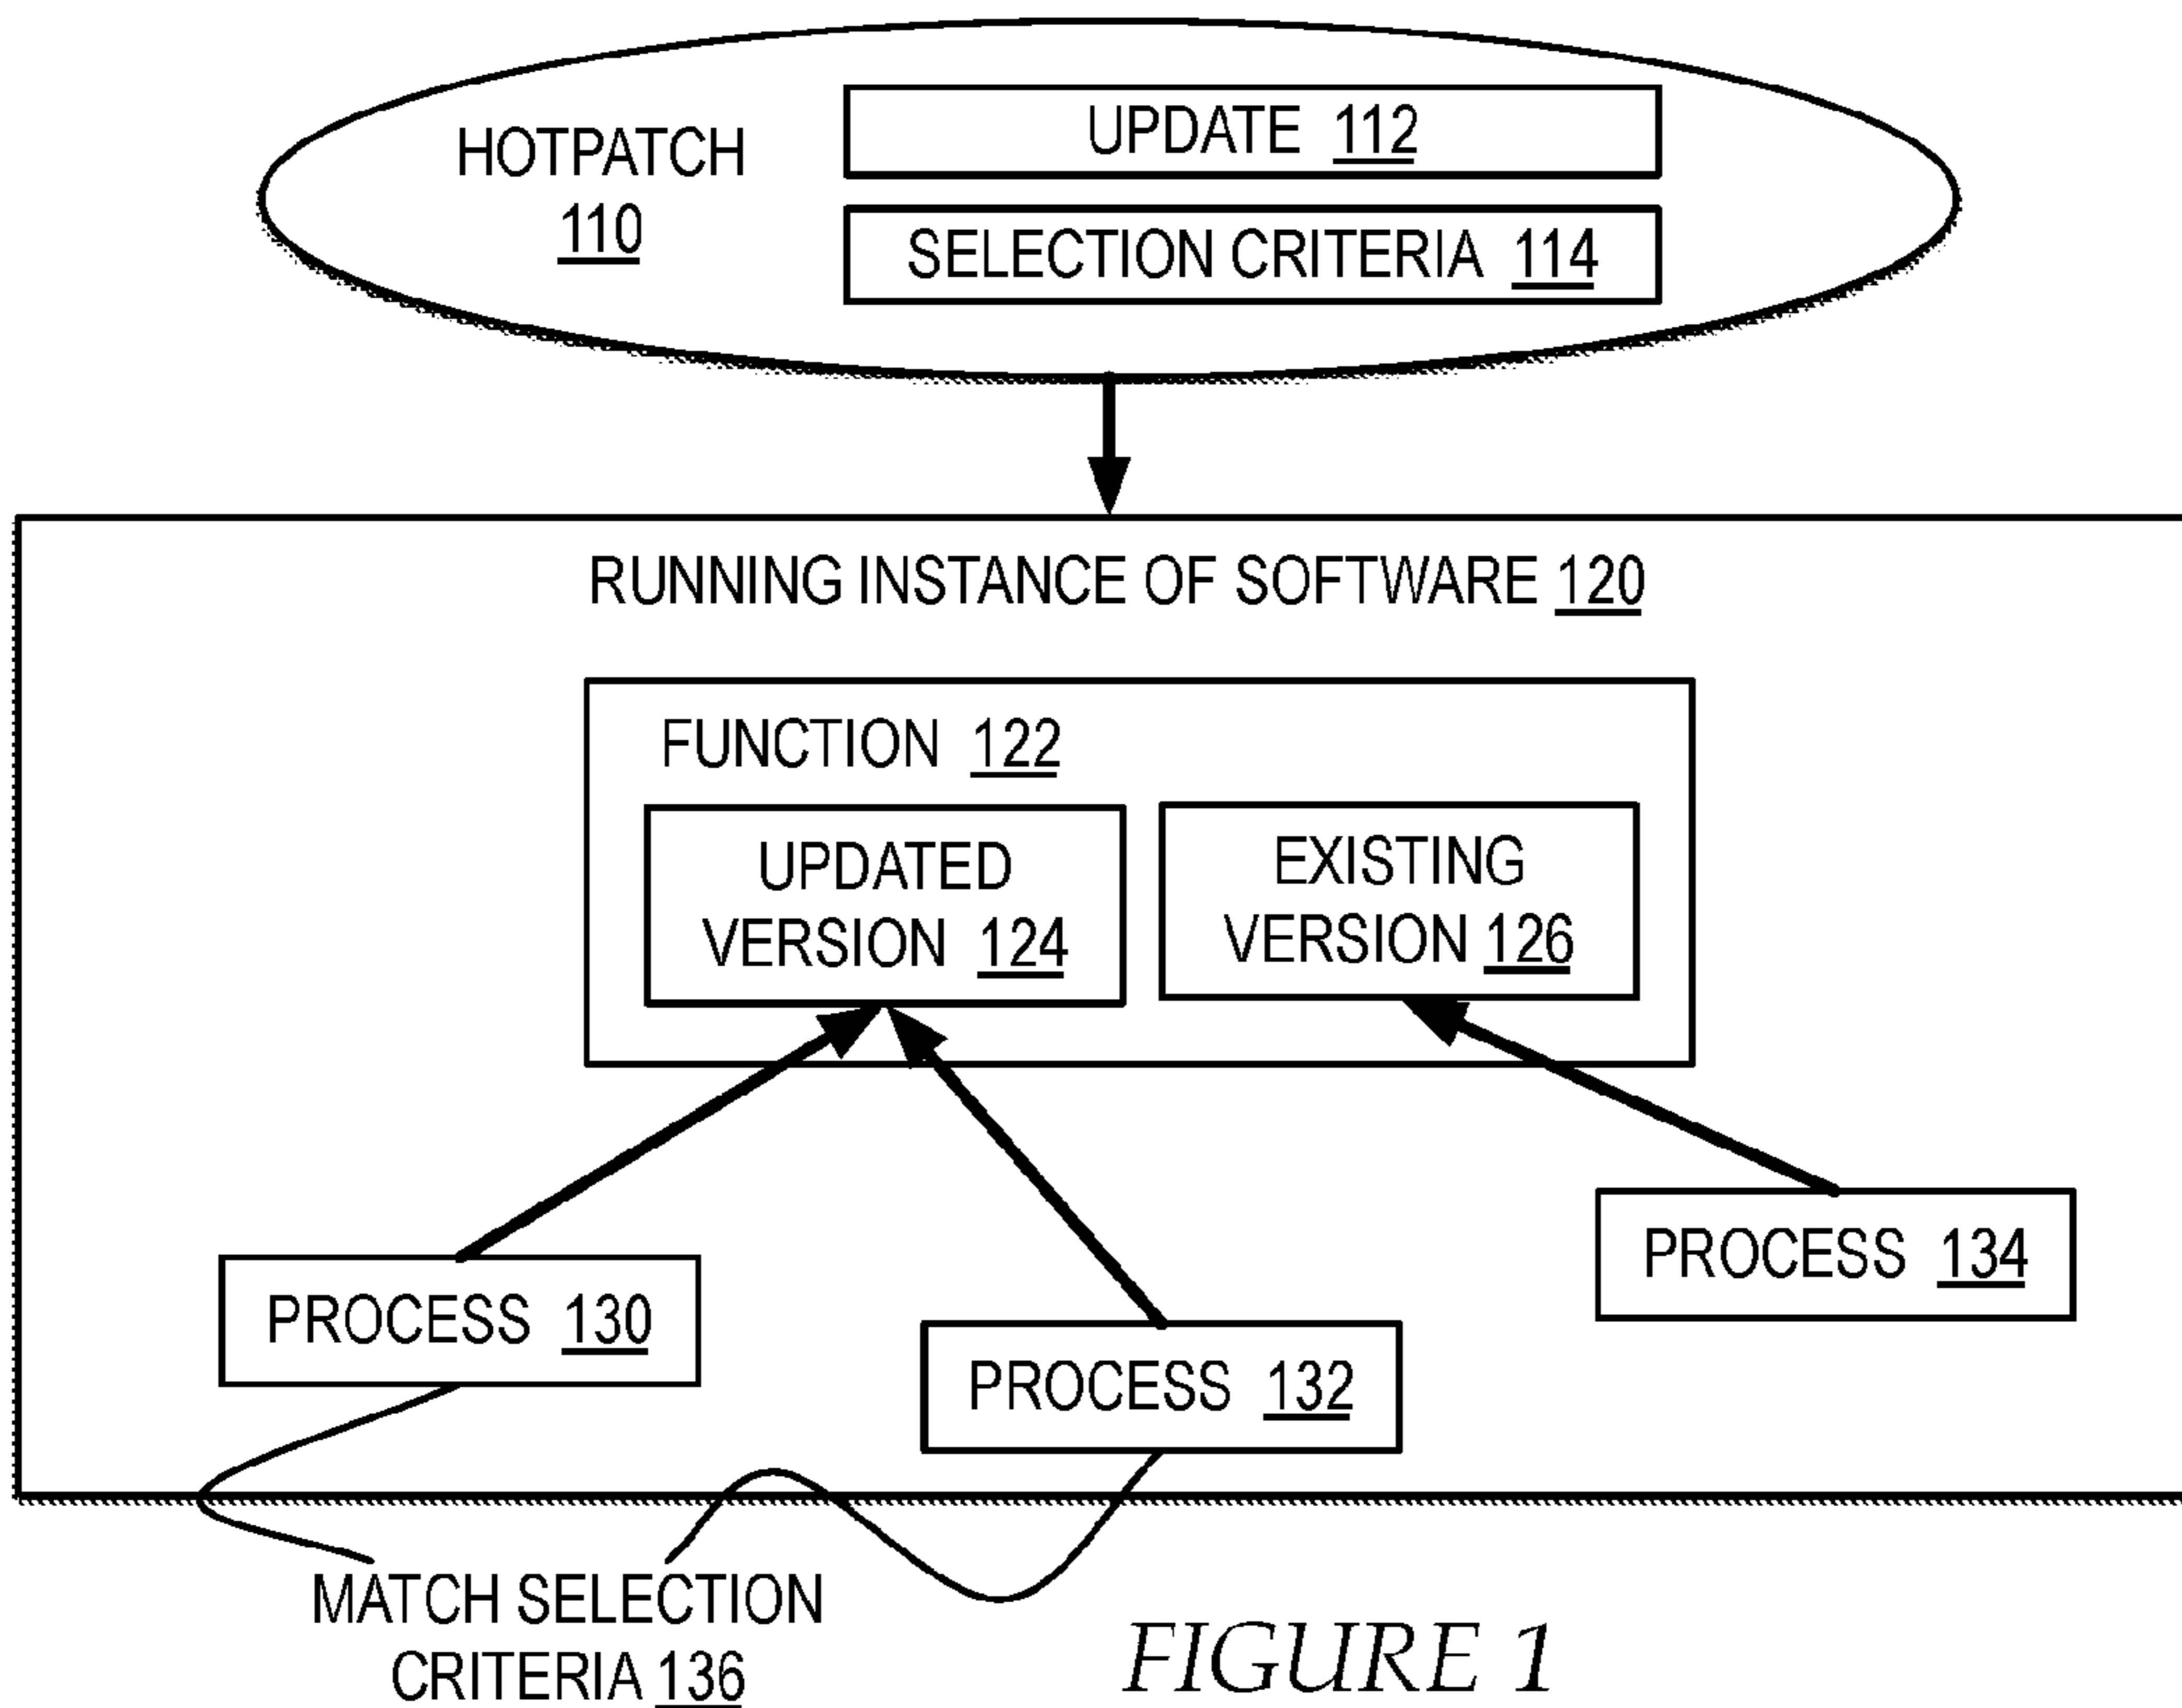 HOTPATCH
110
UPDATE 112
SELECTION CRITERIA 114
RUNNING INSTANCE OF SOFTWARE 120
FUNCTION 122
UPDATED
VERSION 124
EXISTING
VERSION 126
PROCESS 130
PROCESS 132
PROCESS 134
MATCH SELECTION
CRITERIA 136
FIGURE 1